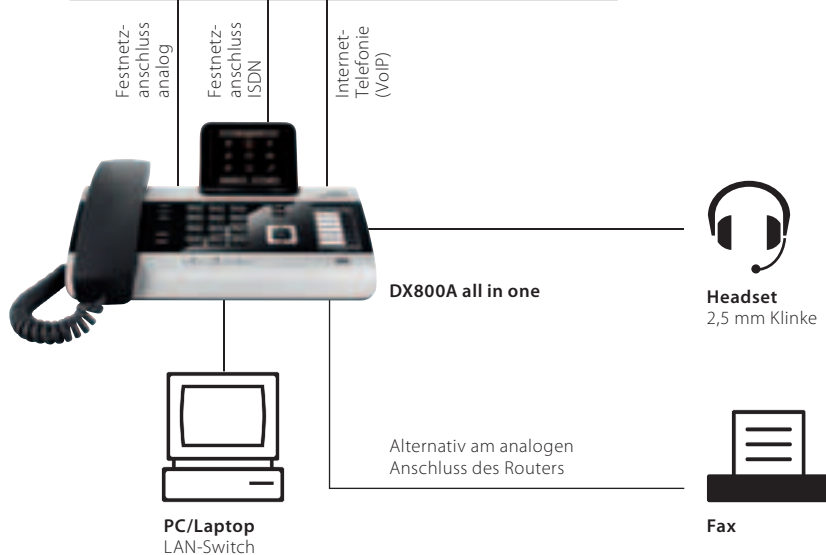 Festnetz-
anschluss
analog
Festnetz-
anschluss
ISDN
Internet-
Telefonie
(VoIP)
DX800A all in one
Headset
2,5 mm Klinke
Alternativ am analogen
Anschluss des Routers
PC/Laptop
LAN-Switch
Fax